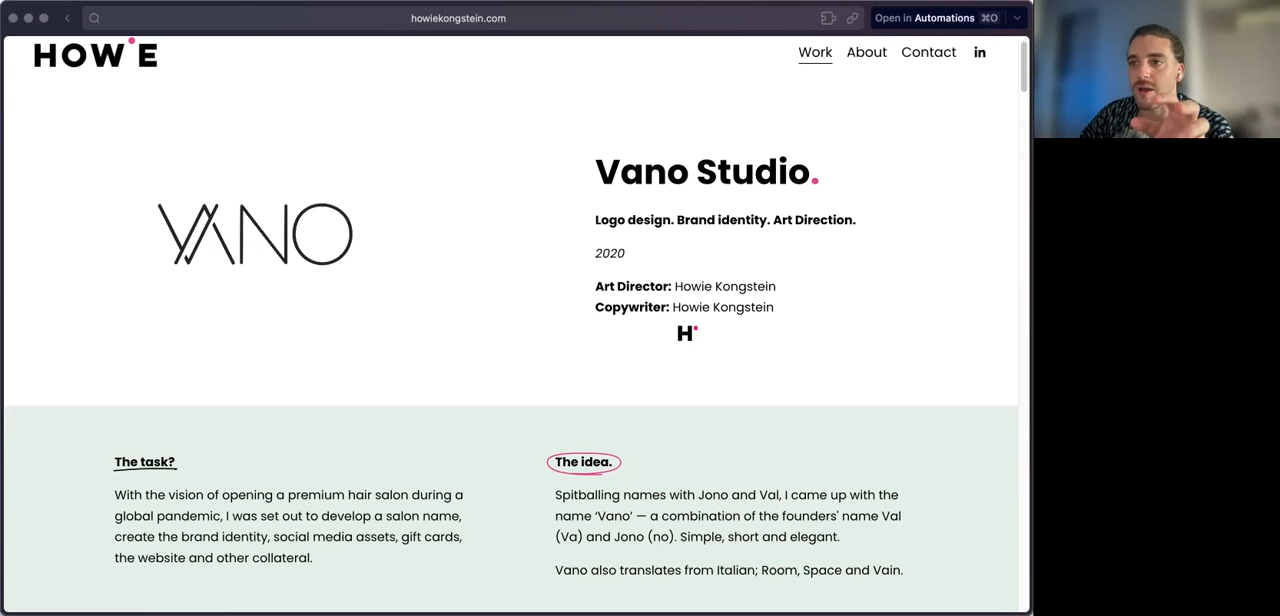 howiekongstein.com
Open in Automations ⌘O
HOWIE
Work About Contact in
VANO
Vano Studio.
Logo design. Brand identity. Art Direction.
2020
Art Director: Howie Kongstein
Copywriter: Howie Kongstein
H
The task?
With the vision of opening a premium hair salon during a
global pandemic, I was set out to develop a salon name,
create the brand identity, social media assets, gift cards,
the website and other collateral.
The idea.
Spitballing names with Jono and Val, I came up with the
name ‘Vano’ — a combination of the founders' name Val
(Va) and Jono (no). Simple, short and elegant.
Vano also translates from Italian; Room, Space and Vain.